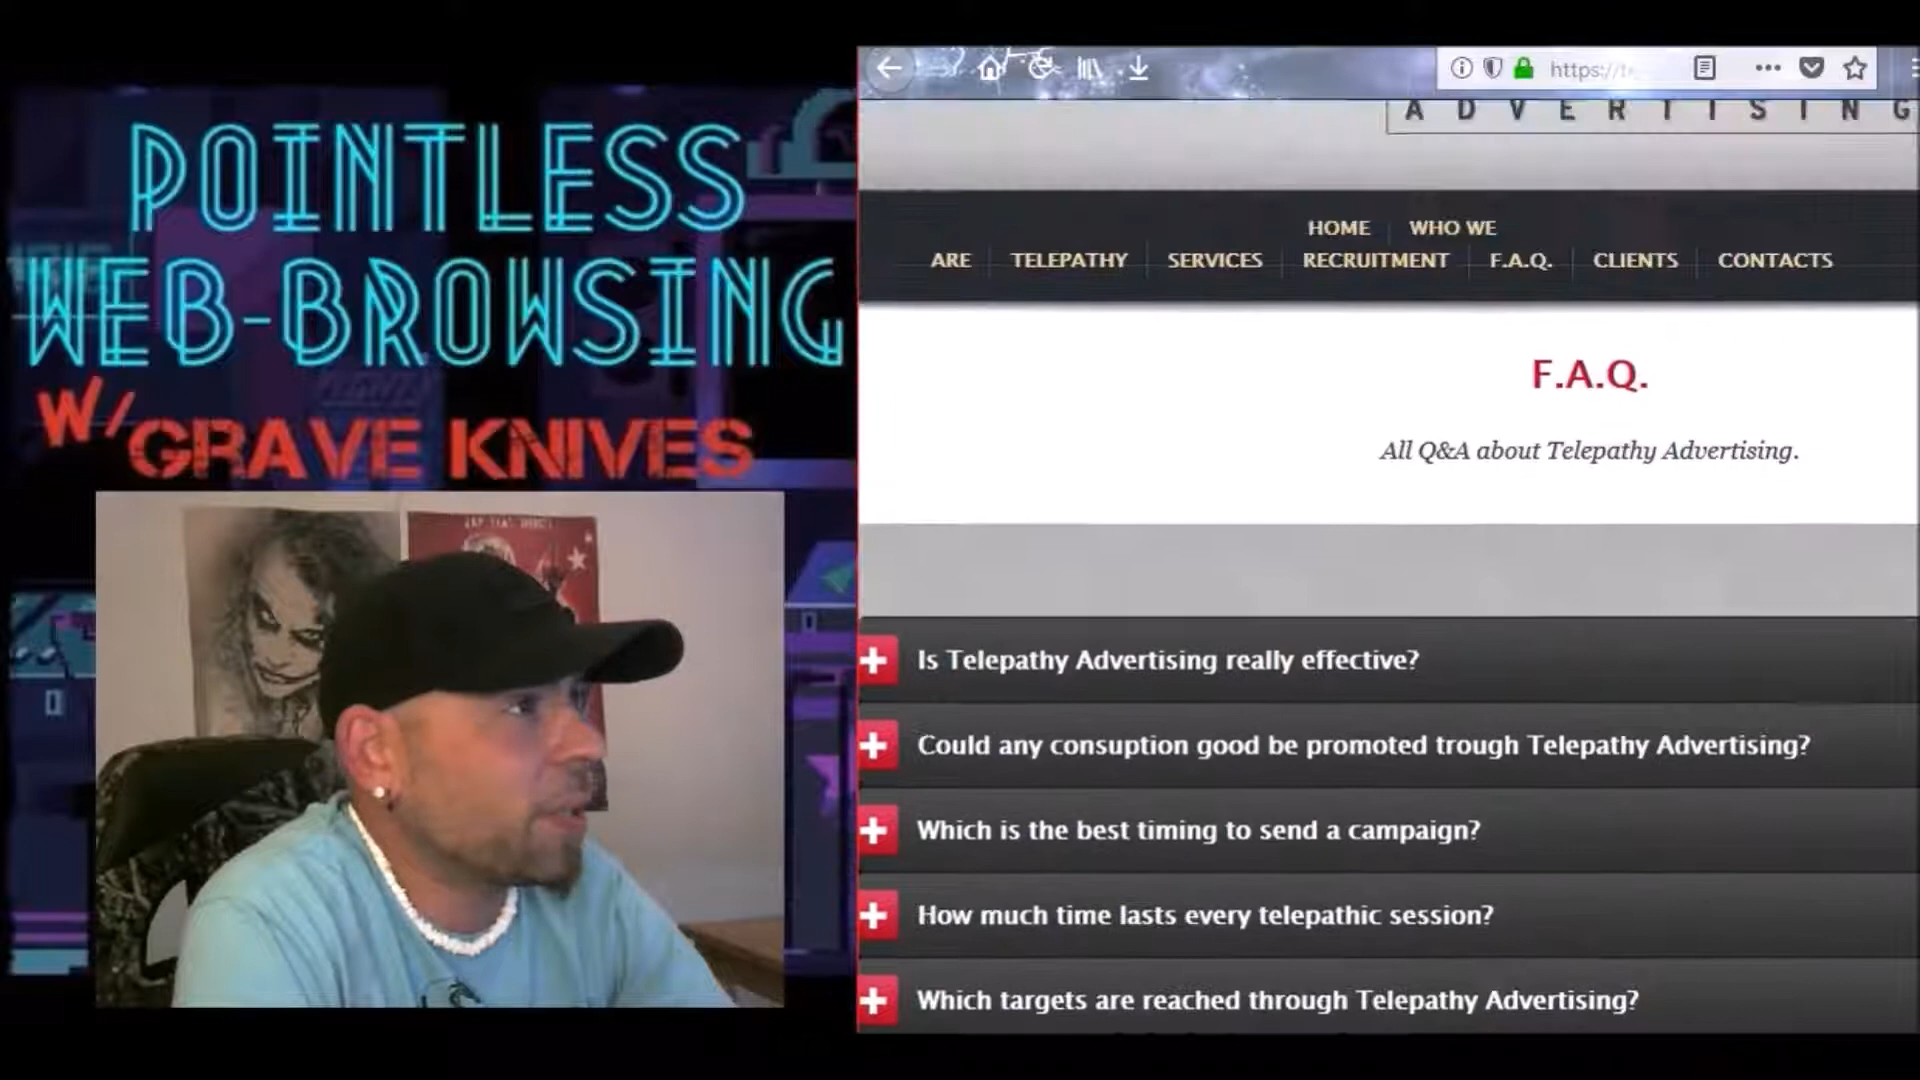 POINTLESS
WEB-BROWSING
W/ GRAVE KNIVES
https://t
ADVERTISING
HOME WHO WE
ARE TELEPATHY SERVICES RECRUITMENT F.A.Q. CLIENTS CONTACTS
F.A.Q.
All Q&A about Telepathy Advertising.
Is Telepathy Advertising really effective?
Could any consuption good be promoted trough Telepathy Advertising?
Which is the best timing to send a campaign?
How much time lasts every telepathic session?
Which targets are reached through Telepathy Advertising?